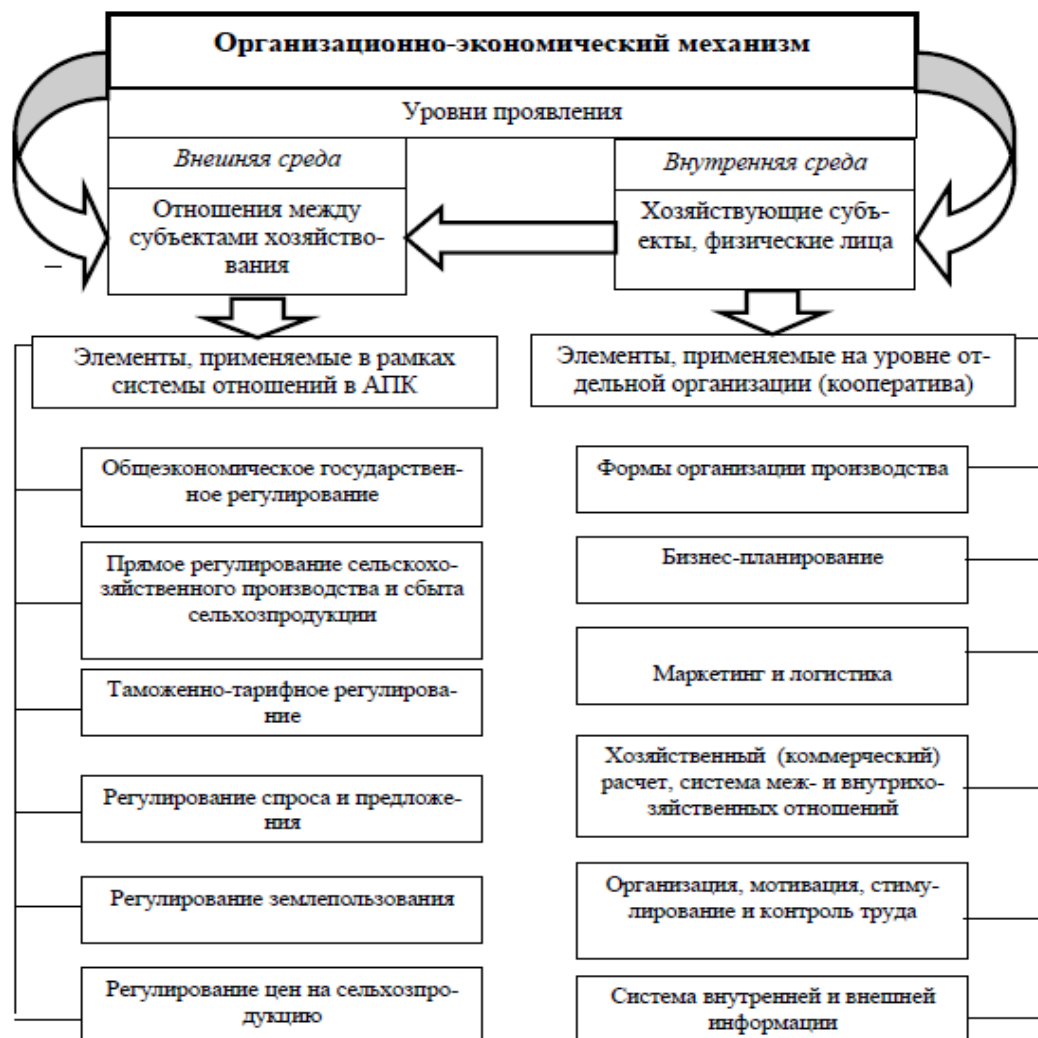 Организационно-экономический механизм
Уровни проявления
Внешняя среда
Отношения между
субъектами хозяйство-
вания
Внутренняя среда
Хозяйствующие субъ-
екты, физические лица
–
Элементы, применяемые в рамках
системы отношений в АПК
Общеэкономическое государствен-
ное регулирование
Прямое регулирование сельскохо-
зяйственного производства и сбыта
сельхозпродукции
Таможенно-тарифное регулирова-
ние
Регулирование спроса и предложе-
ния
Регулирование землепользования
Регулирование цен на сельхозпро-
дукцию
Элементы, применяемые на уровне от-
дельной организации (кооператива)
Формы организации производства
Бизнес-планирование
Маркетинг и логистика
Хозяйственный (коммерческий)
расчет, система меж- и внутрихо-
зяйственных отношений
Организация, мотивация, стиму-
лирование и контроль труда
Система внутренней и внешней
информации